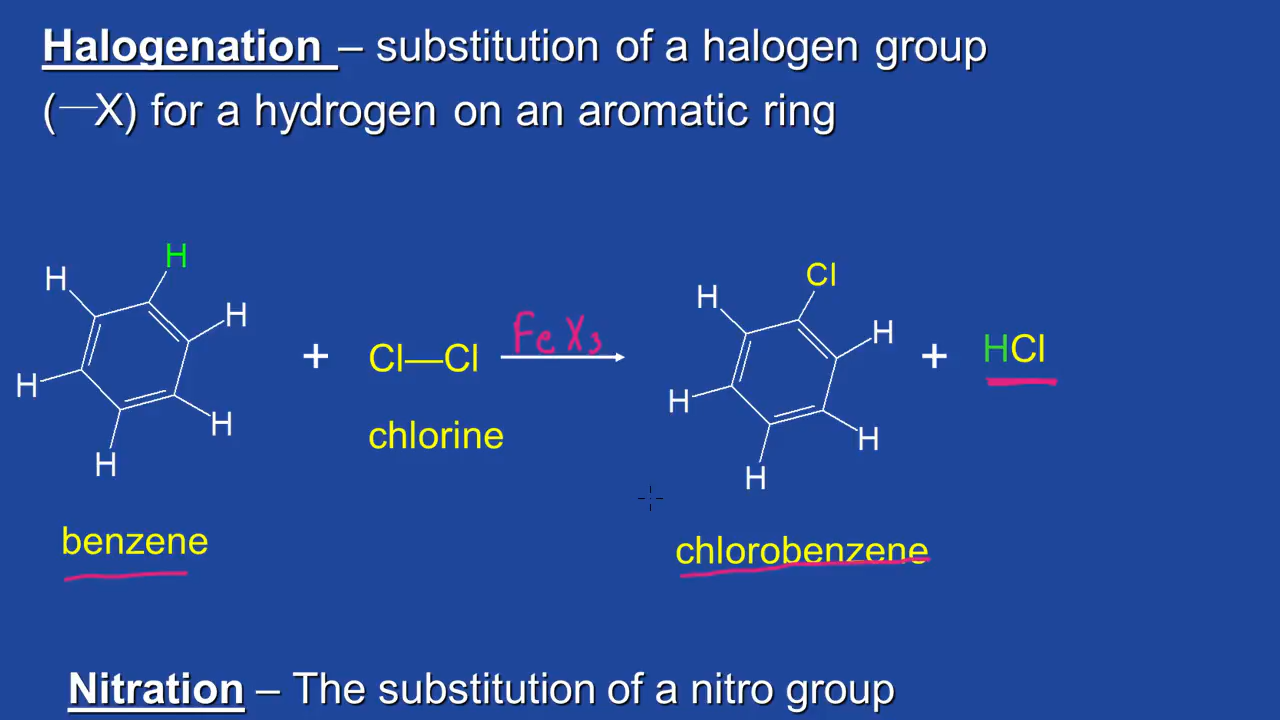 Halogenation – substitution of a halogen group
(—X) for a hydrogen on an aromatic ring
H
H
H
H
H
H
+
Cl—Cl
FeX3
Cl
H
H
H
H
H
+
HCl
chlorine
benzene
chlorobenzene
Nitration – The substitution of a nitro group